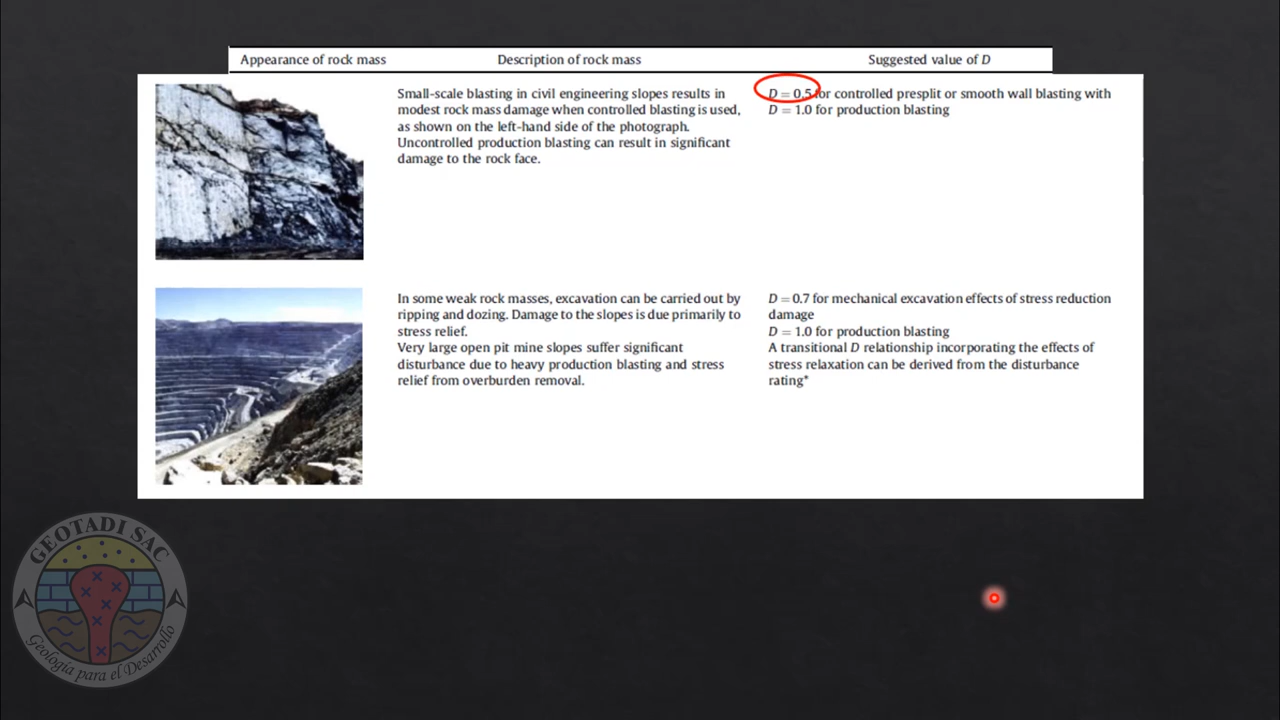 Appearance of rock mass
Description of rock mass
Suggested value of D
Small-scale blasting in civil engineering slopes results in
modest rock mass damage when controlled blasting is used,
as shown on the left-hand side of the photograph.
Uncontrolled production blasting can result in significant
damage to the rock face.
D = 0.5 for controlled presplit or smooth wall blasting with
D = 1.0 for production blasting
In some weak rock masses, excavation can be carried out by
ripping and dozing. Damage to the slopes is due primarily to
stress relief.
Very large open pit mine slopes suffer significant
disturbance due to heavy production blasting and stress
relief from overburden removal.
D = 0.7 for mechanical excavation effects of stress reduction
damage
D = 1.0 for production blasting
A transitional D relationship incorporating the effects of
stress relaxation can be derived from the disturbance
rating*
GEOTADI SAC
Geología para el Desarrollo